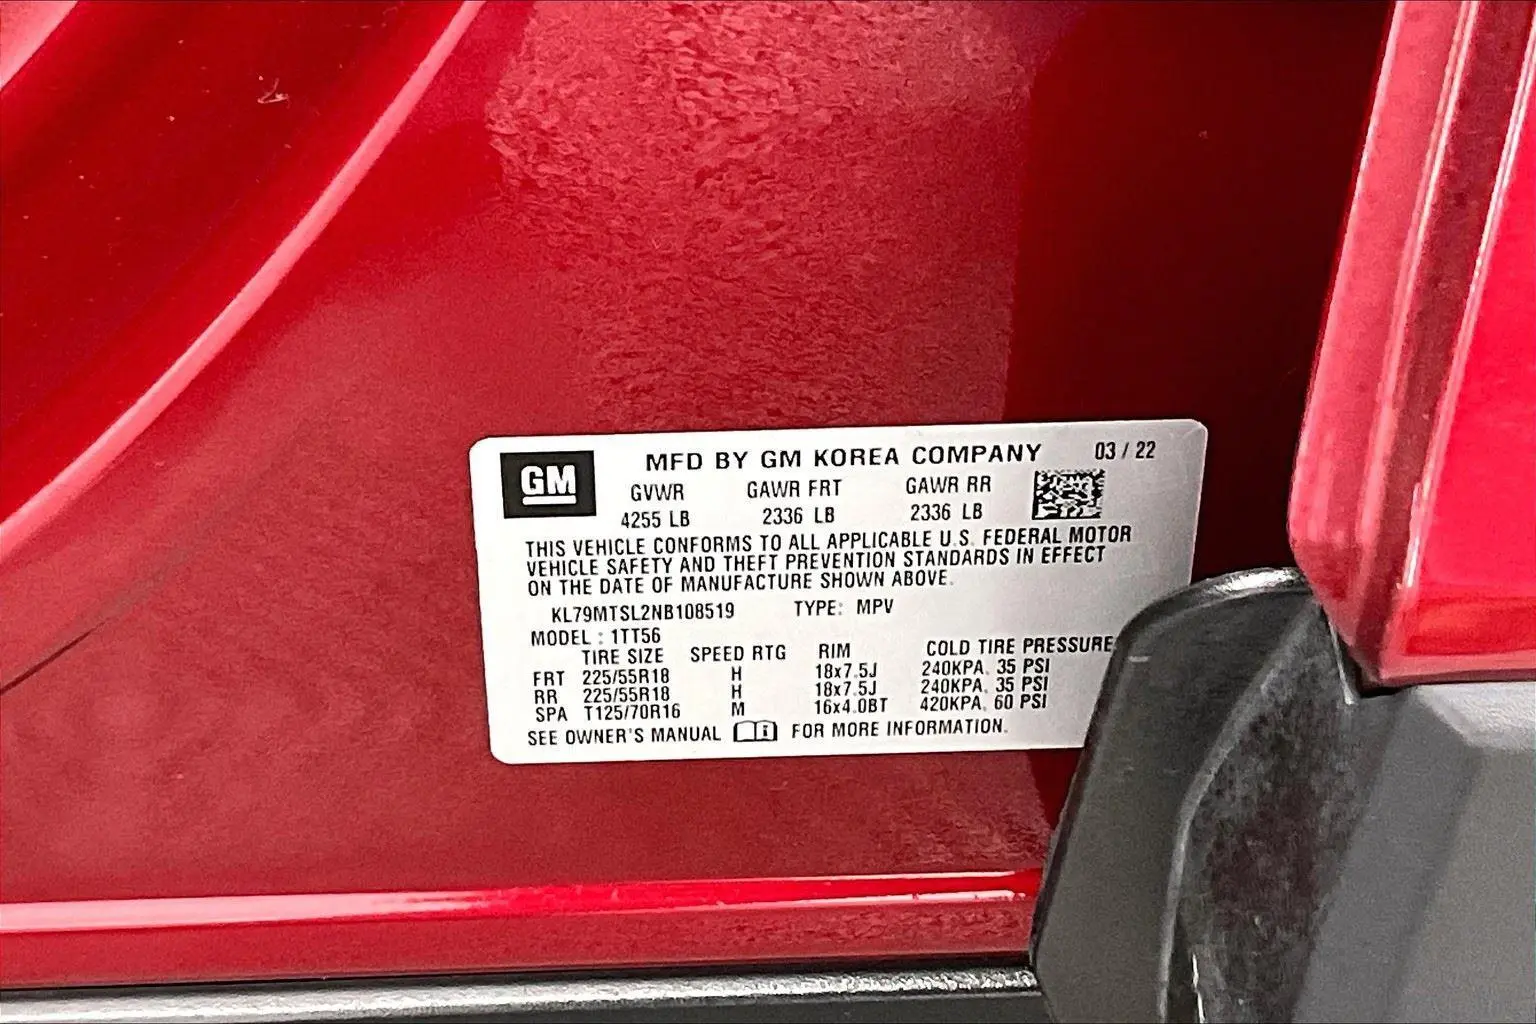 GM
MFD BY GM KOREA COMPANY 03 / 22
GVWR GAWR FRT GAWR RR
4255 LB 2336 LB 2336 LB
THIS VEHICLE CONFORMS TO ALL APPLICABLE U.S. FEDERAL MOTOR
VEHICLE SAFETY AND THEFT PREVENTION STANDARDS IN EFFECT
ON THE DATE OF MANUFACTURE SHOWN ABOVE.
KL79MTSL2NB108519 TYPE: MPV
MODEL : 1TT56
TIRE SIZE SPEED RTG RIM COLD TIRE PRESSURE
FRT 225/55R18 H 18x7.5J 240KPA. 35 PSI
RR 225/55R18 H 18x7.5J 240KPA. 35 PSI
SPA T125/70R16 M 16x4.0BT 420KPA. 60 PSI
SEE OWNER'S MANUAL FOR MORE INFORMATION.